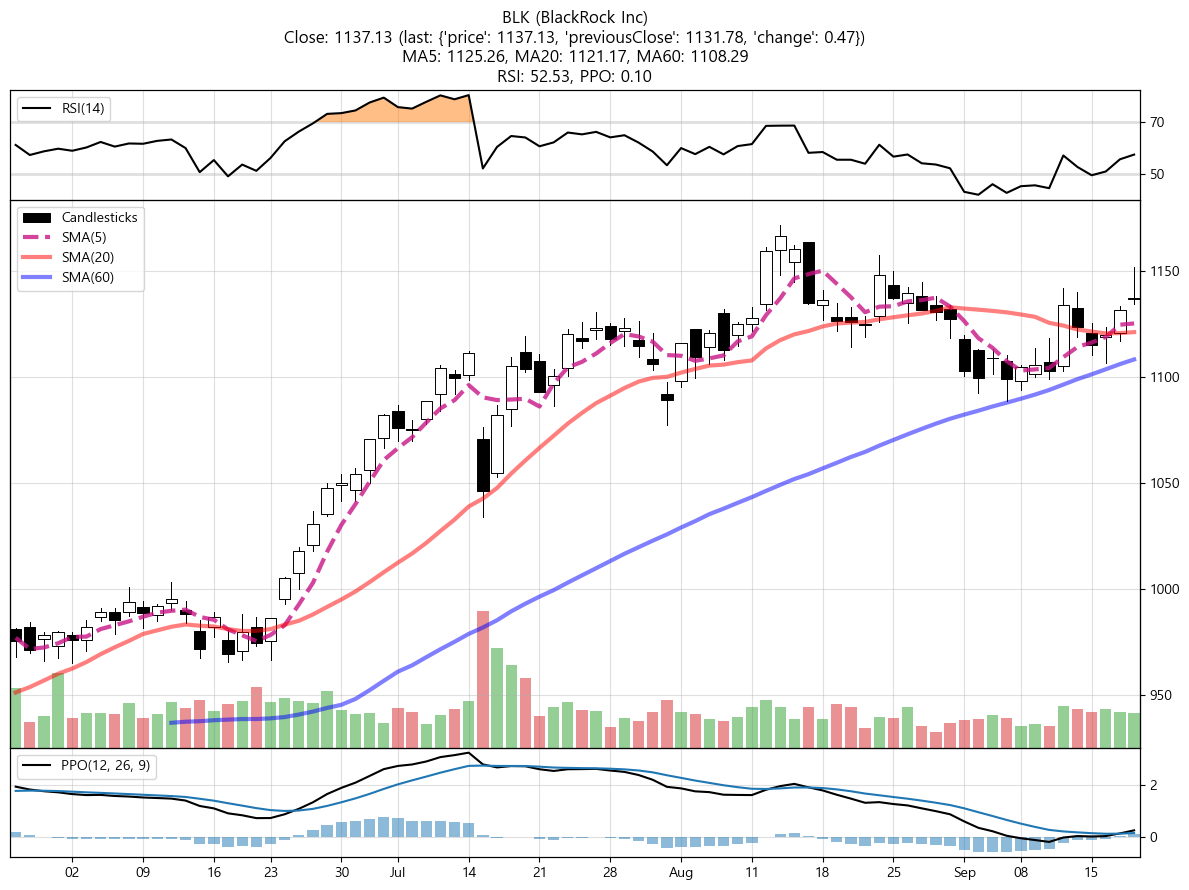 BLK (BlackRock Inc)
Close: 1137.13 (last: {'price': 1137.13, 'previousClose': 1131.78, 'change': 0.47})
MA5: 1125.26, MA20: 1121.17, MA60: 1108.29
RSI: 52.53, PPO: 0.10
RSI(14)
70
50
Candlesticks
SMA(5)
SMA(20)
SMA(60)
1150
1100
1050
1000
950
PPO(12, 26, 9)
2
0
02 09 16 23 30 Jul 14 21 28 Aug 11 18 25 Sep 08 15